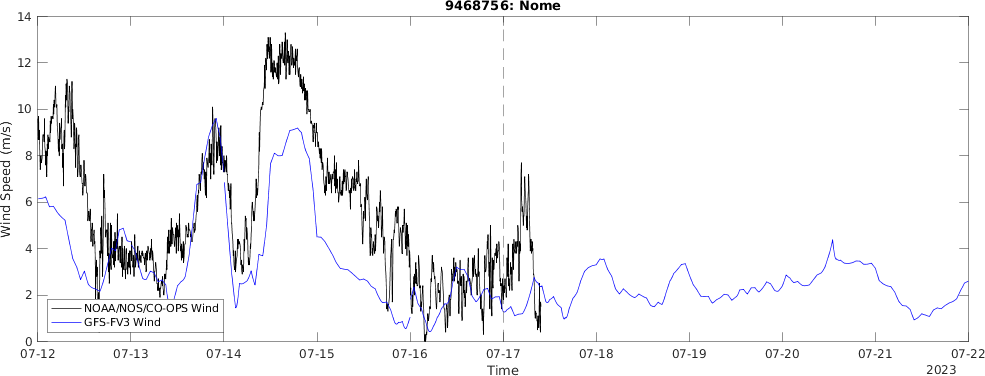 9468756: Nome
Wind Speed (m/s)
14
12
10
8
6
4
2
0
NOAA/NOS/CO-OPS Wind
GFS-FV3 Wind
07-12 07-13 07-14 07-15 07-16 07-17 07-18 07-19 07-20 07-21 07-22
Time
2023